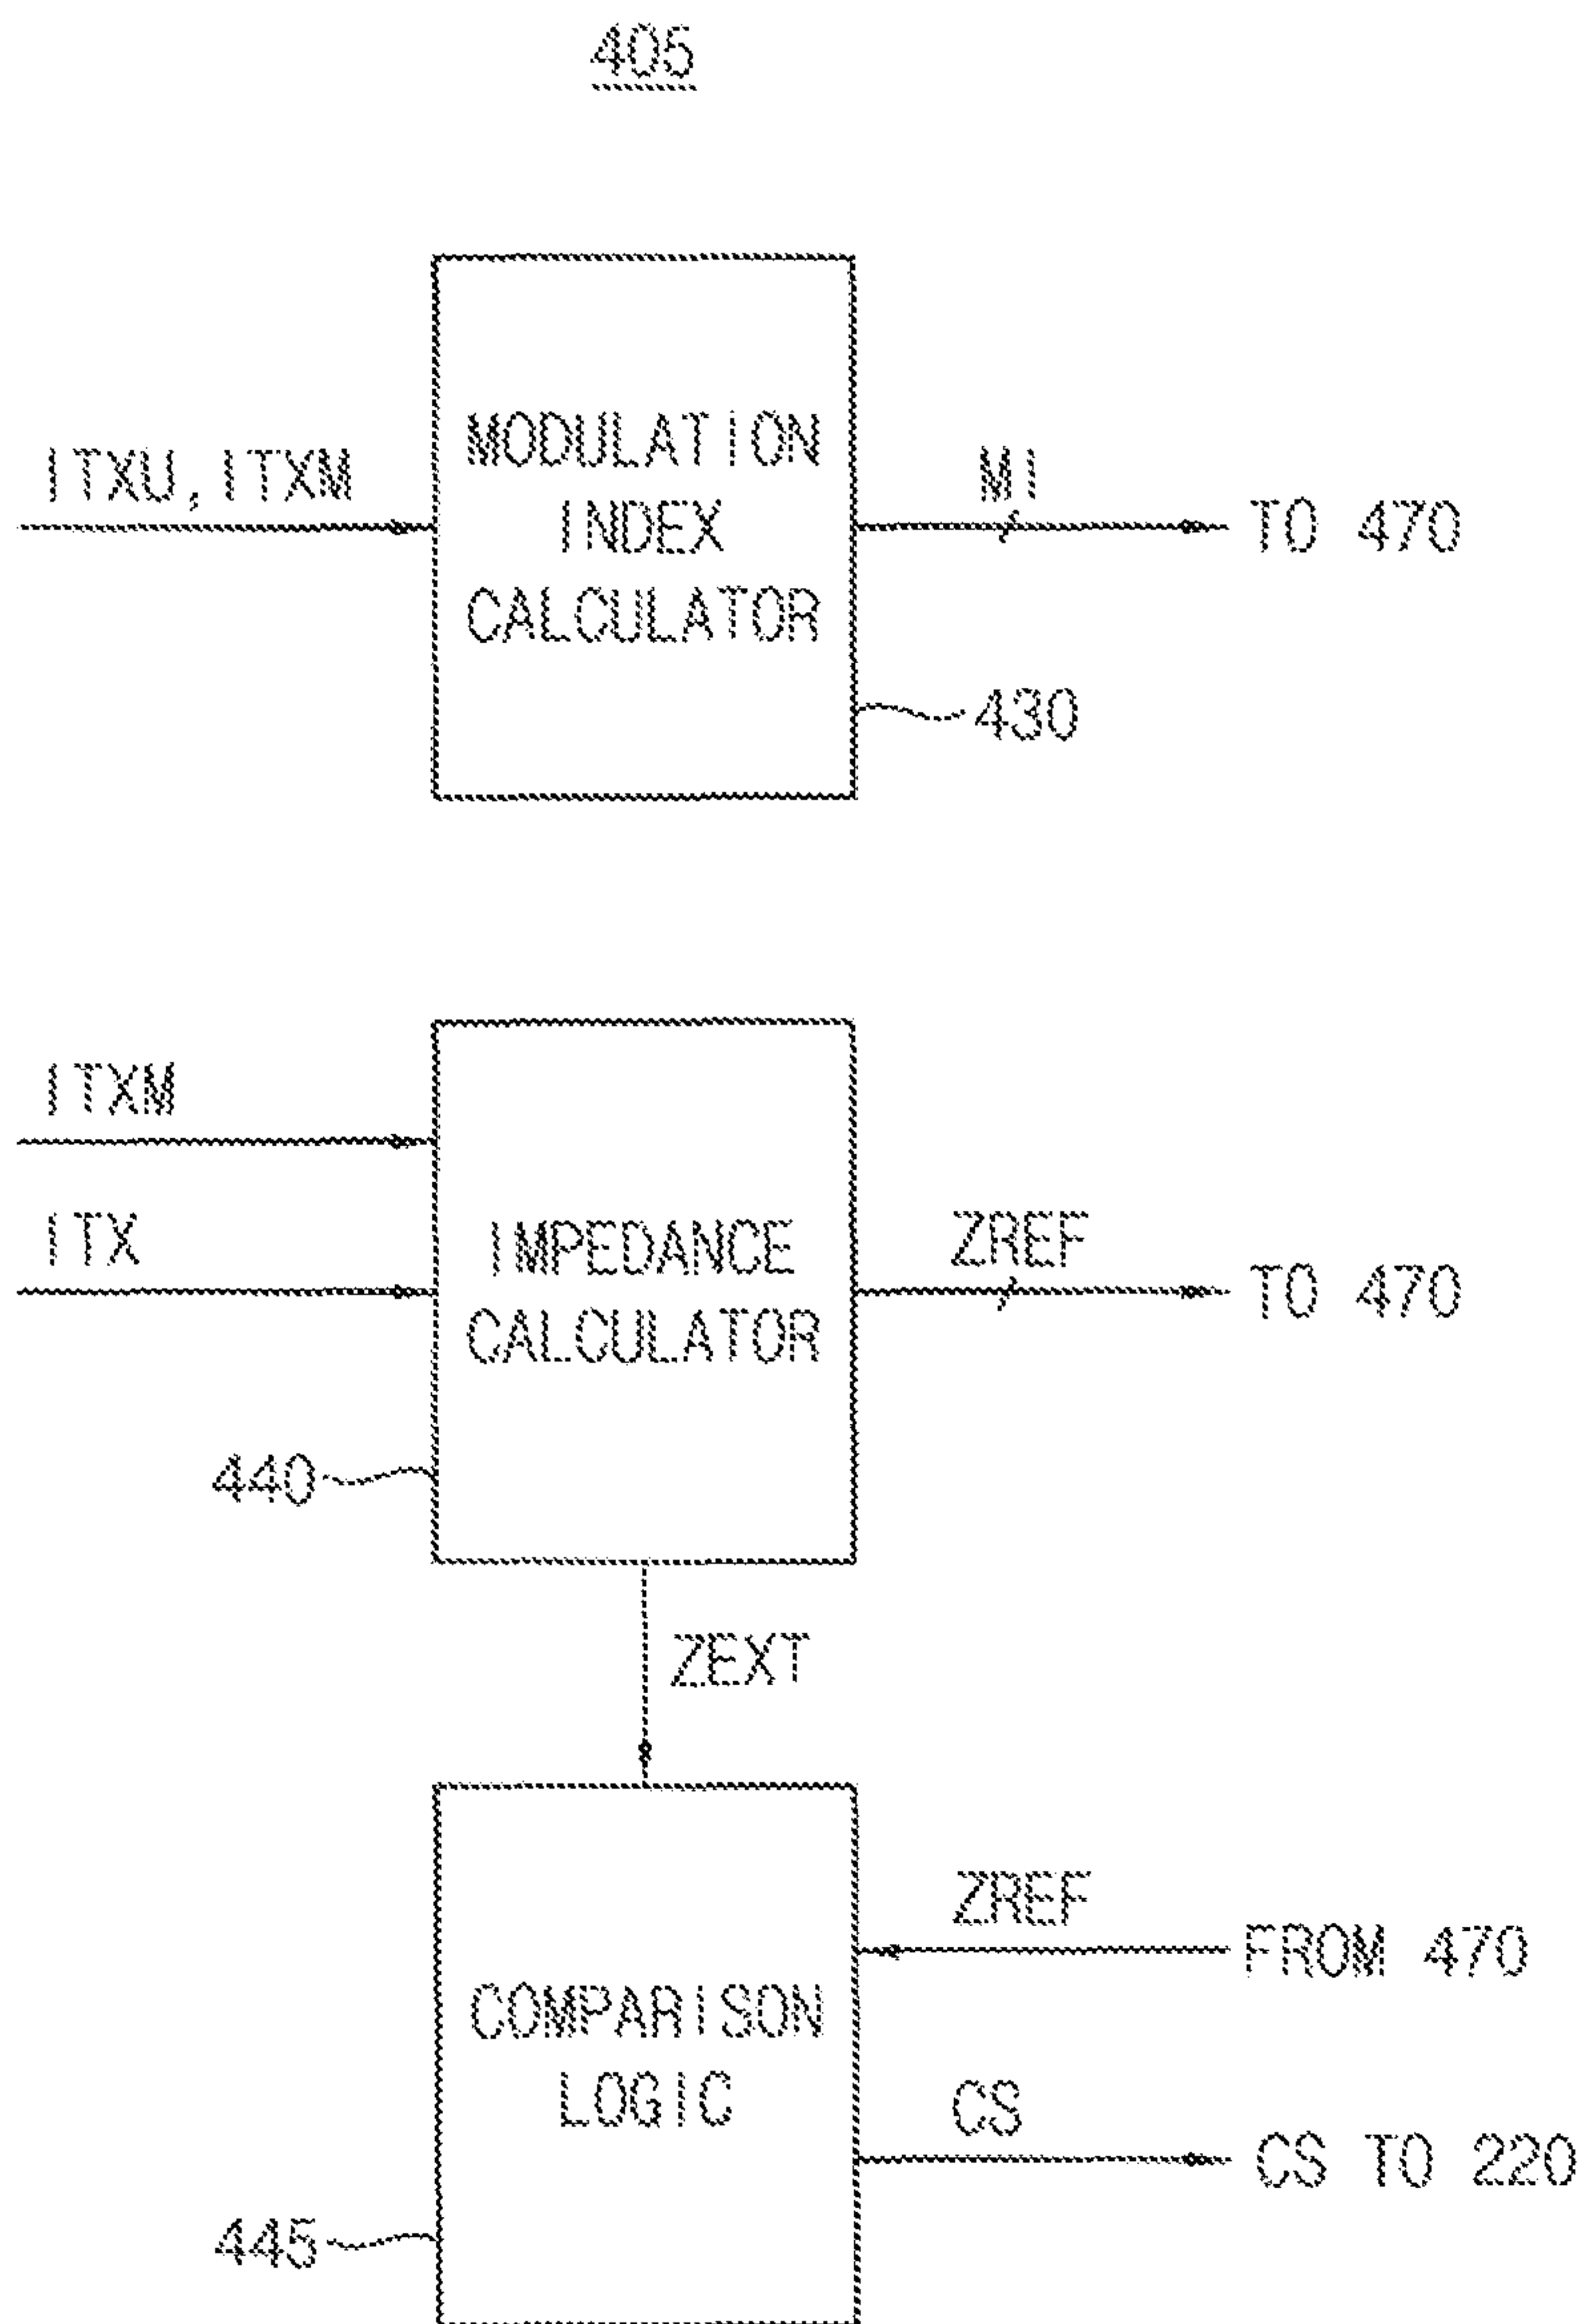 405
MODULATION
INDEX
CALCULATOR
ITXU, ITXM
MI
TO 470
430
ITXM
ITX
IMPEDANCE
CALCULATOR
ZREF
TO 470
440
ZEXT
COMPARISON
LOGIC
ZREF
FROM 470
CS
CS TO 220
445